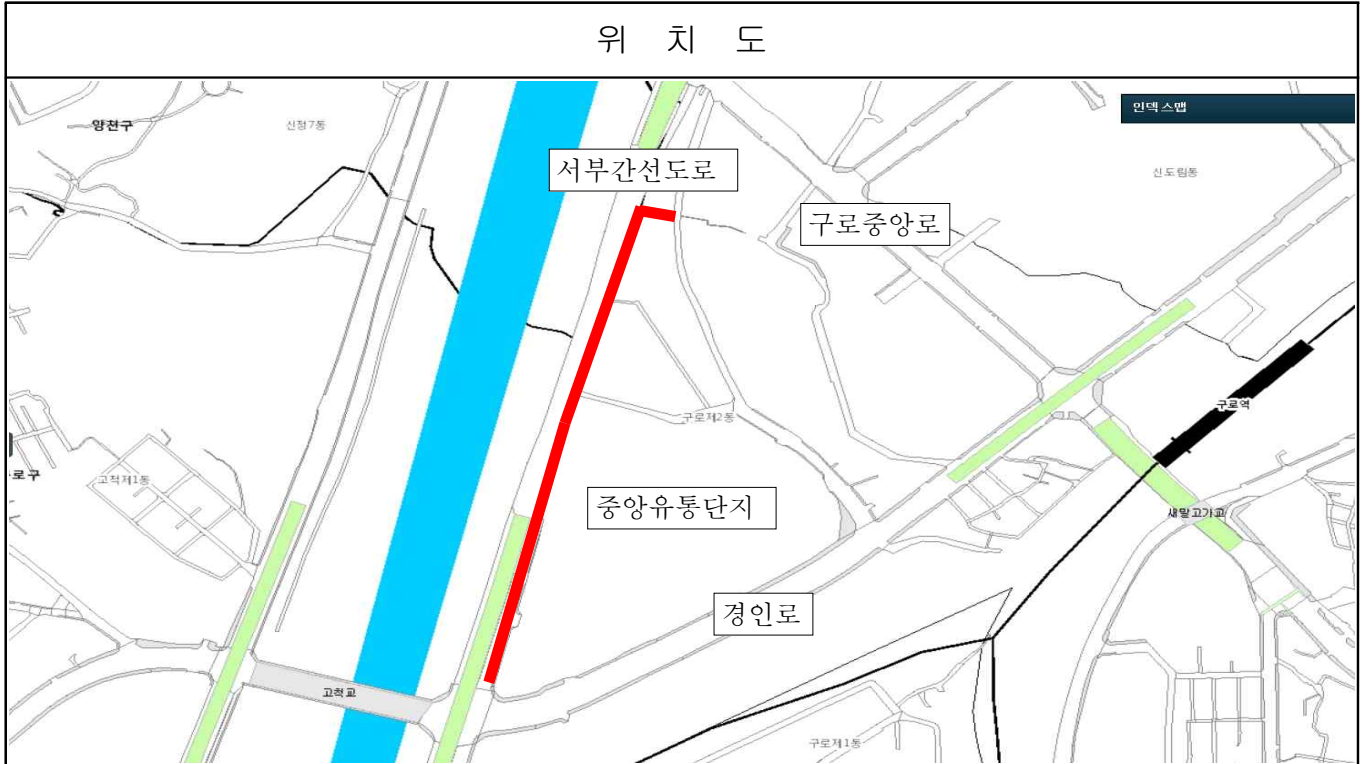 위 치 도
인덱스맵
양천구
신정7동
서부간선도로
신도림동
구로중앙로
구로역
구로제2동
로구
고척제1동
중앙유통단지
새말고가교
경인로
고척교
구로제1동